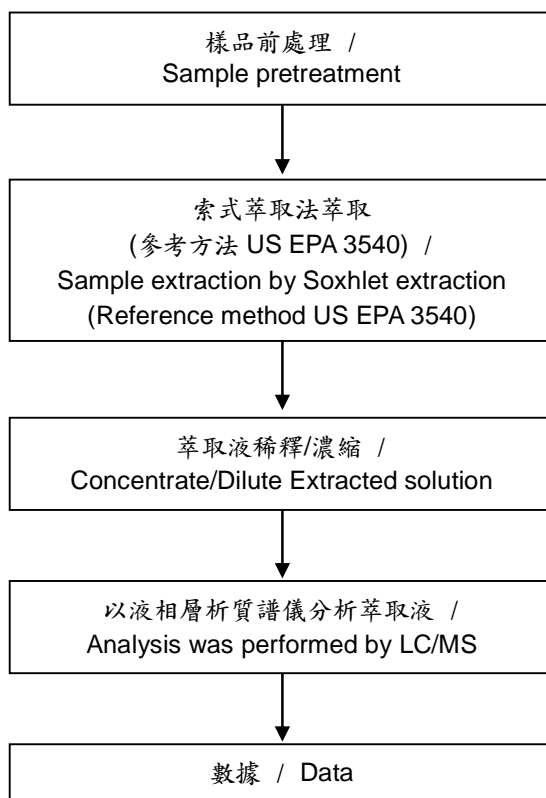 樣品前處理 /
Sample pretreatment
索式萃取法萃取
(參考方法 US EPA 3540) /
Sample extraction by Soxhlet extraction
(Reference method US EPA 3540)
萃取液稀釋/濃縮 /
Concentrate/Dilute Extracted solution
以液相層析質譜儀分析萃取液 /
Analysis was performed by LC/MS
數據 / Data